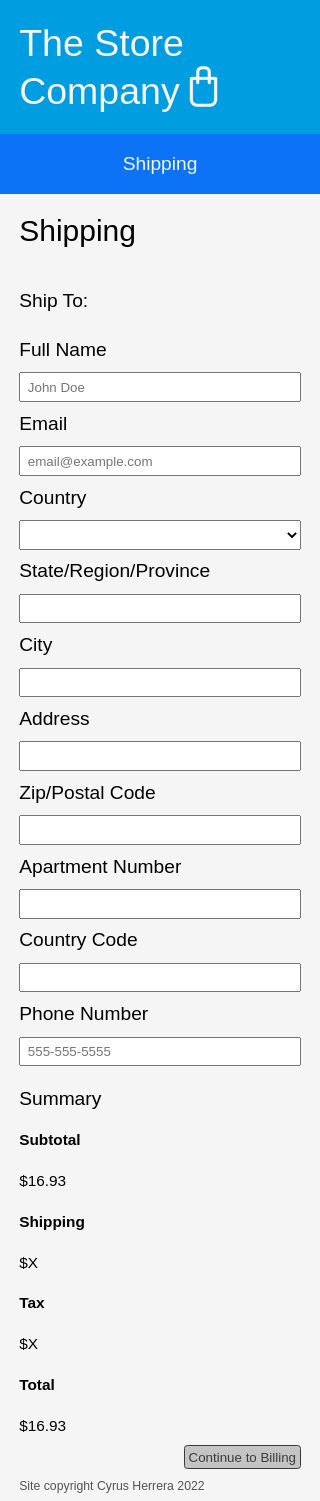 The Store
Company
Shipping
Shipping
Ship To:
Full Name
John Doe
Email
email@example.com
Country
State/Region/Province
City
Address
Zip/Postal Code
Apartment Number
Country Code
Phone Number
555-555-5555
Summary
Subtotal
$16.93
Shipping
$X
Tax
$X
Total
$16.93
Continue to Billing
Site copyright Cyrus Herrera 2022